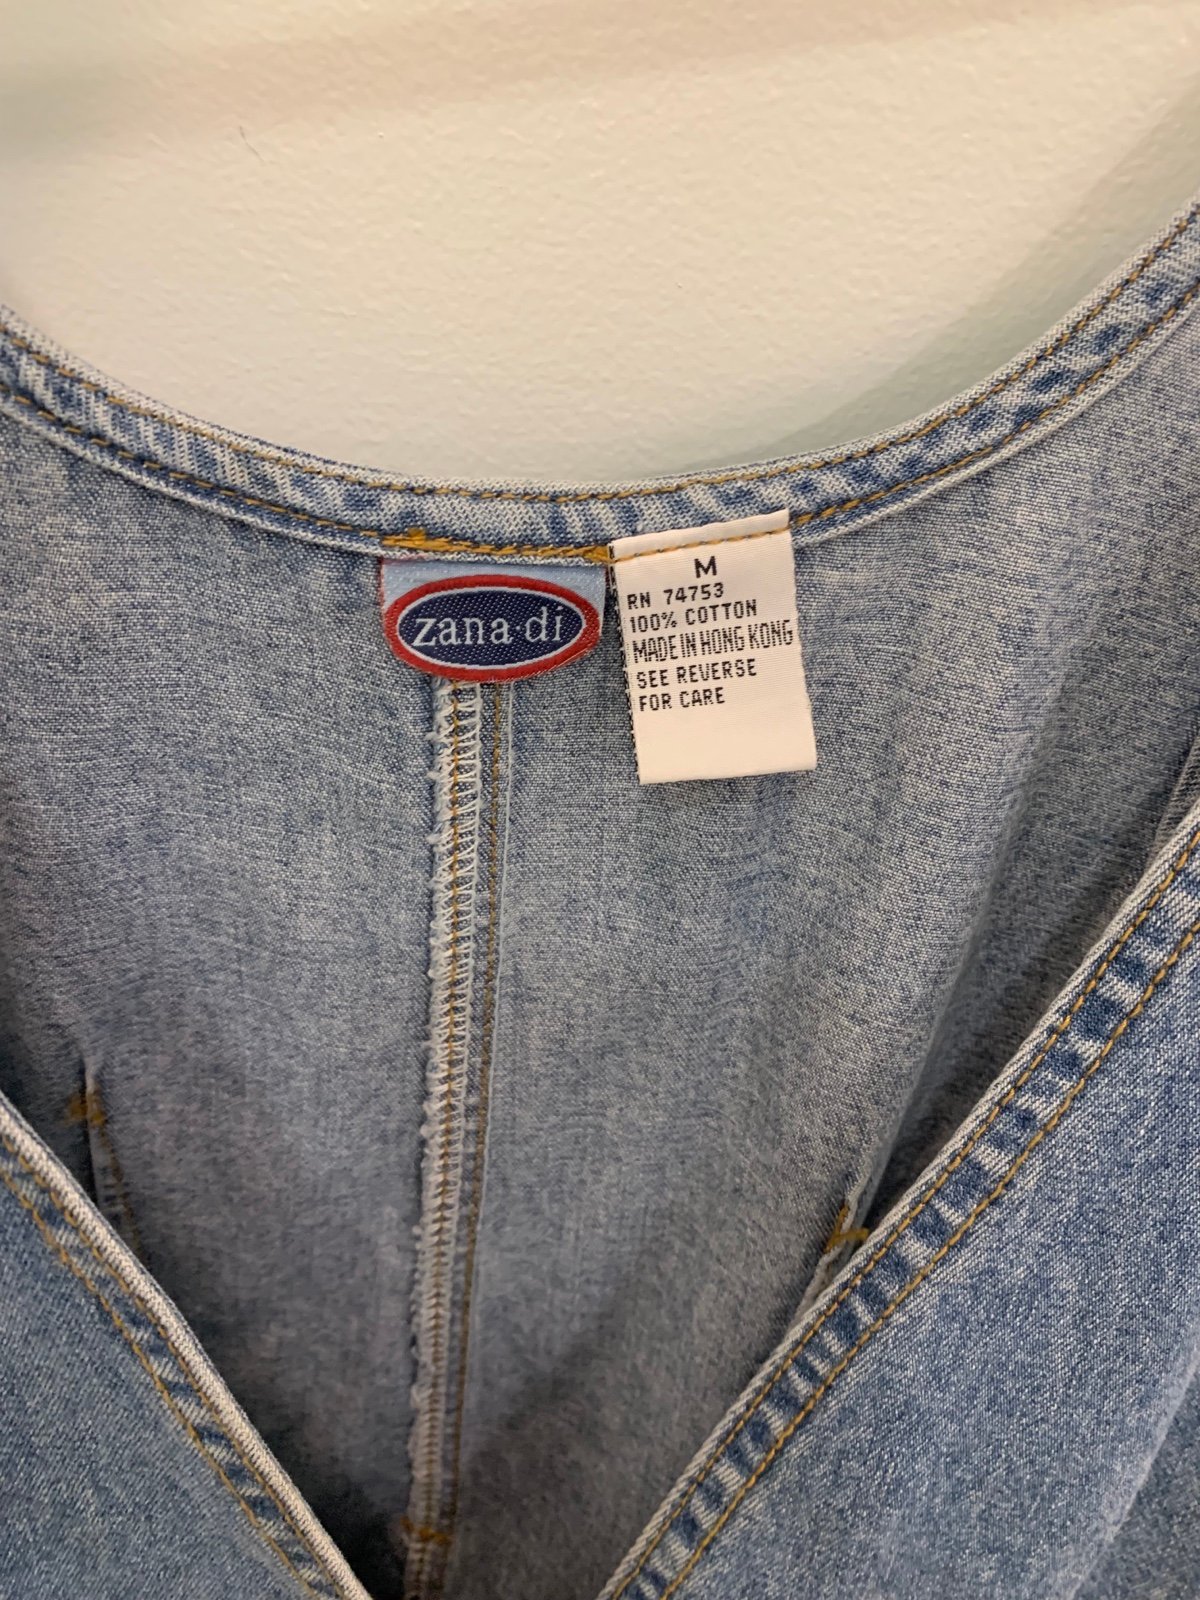 zana-di
M
RN 74753
100% COTTON
MADE IN HONG KONG
SEE REVERSE
FOR CARE